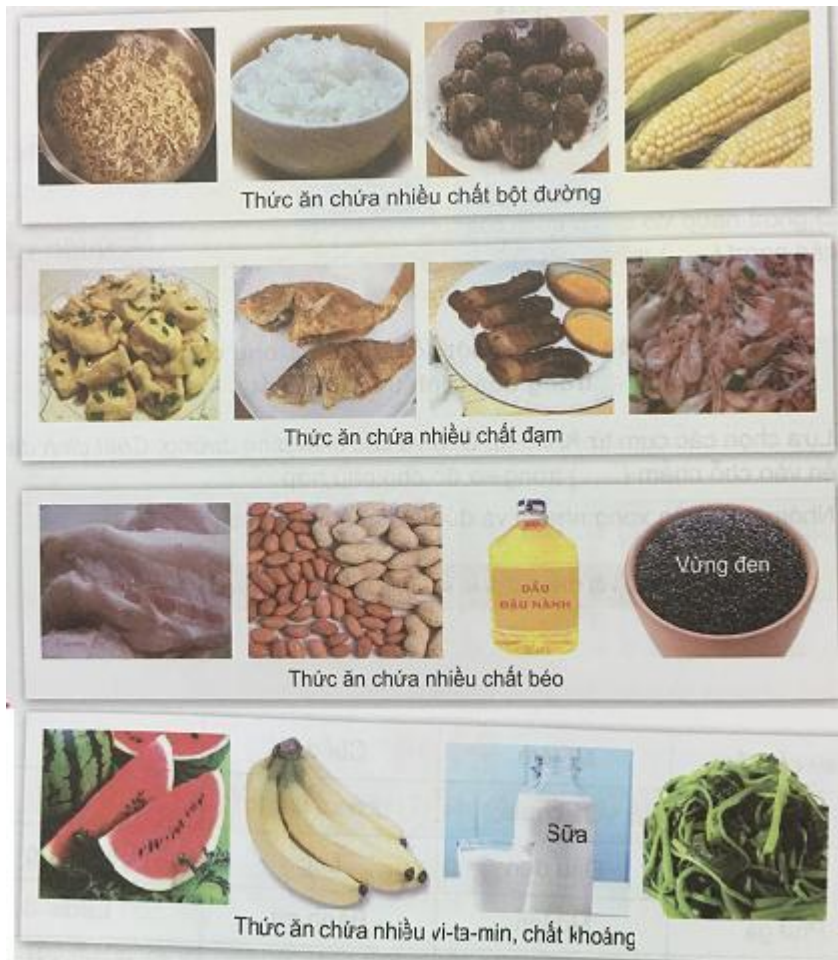 Thức ăn chứa nhiều chất bột đường
Thức ăn chứa nhiều chất đạm
DẦU
ĐẬU NÀNH
Vừng đen
Thức ăn chứa nhiều chất béo
Sữa
Thức ăn chứa nhiều vi-ta-min, chất khoáng